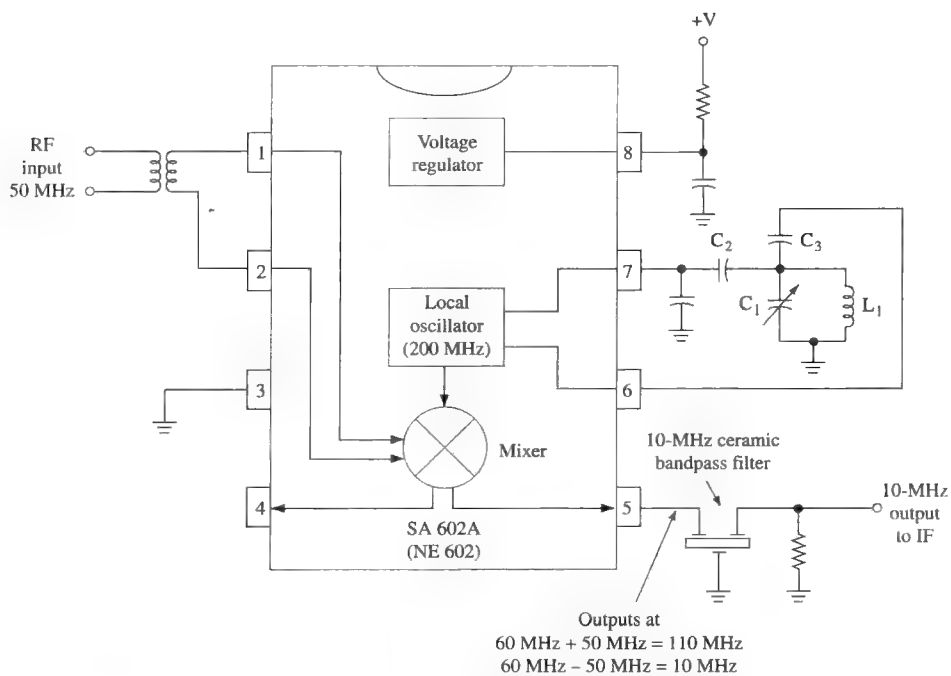 +V
RF
input
50 MHz
1
Voltage
regulator
8
2
7
C2
C3
C1
L1
Local
oscillator
(200 MHz)
3
6
Mixer
10-MHz ceramic
bandpass filter
4
5
SA 602A
(NE 602)
10-MHz
output
to IF
Outputs at
60 MHz + 50 MHz = 110 MHz
60 MHz – 50 MHz = 10 MHz